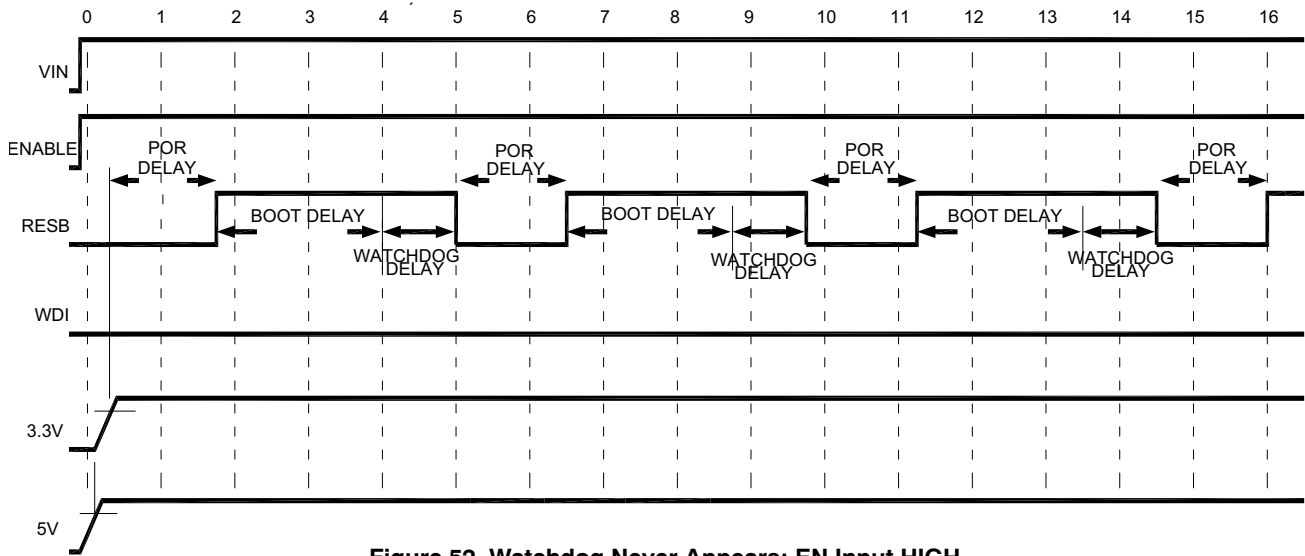 0 1 2 3 4 5 6 7 8 9 10 11 12 13 14 15 16
VIN
ENABLE
POR
DELAY
POR
DELAY
POR
DELAY
POR
DELAY
RESB
BOOT DELAY
WATCHDOG
DELAY
BOOT DELAY
WATCHDOG
DELAY
BOOT DELAY
WATCHDOG
DELAY
WDI
3.3V
5V
Figure 52. Watchdog Never Appears: EN Input HIGH